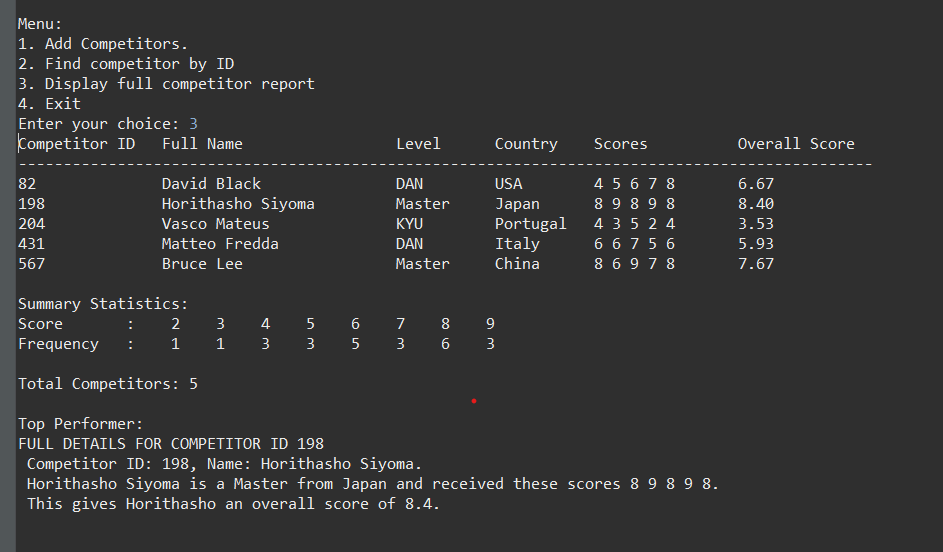 Menu:
1. Add Competitors.
2. Find competitor by ID
3. Display full competitor report
4. Exit
Enter your choice: 3
Competitor ID   Full Name                 Level      Country    Scores          Overall Score
-----------------------------------------------------------------------------------------------
82              David Black               DAN        USA        4 5 6 7 8       6.67
198             Horithasho Siyoma         Master     Japan      8 9 8 9 8       8.40
204             Vasco Mateus              KYU        Portugal   4 3 5 2 4       3.53
431             Matteo Fredda             DAN        Italy      6 6 7 5 6       5.93
567             Bruce Lee                 Master     China      8 6 9 7 8       7.67
Summary Statistics:
Score       :    2    3    4    5    6    7    8    9
Frequency   :    1    1    3    3    5    3    6    3
Total Competitors: 5
Top Performer:
FULL DETAILS FOR COMPETITOR ID 198
 Competitor ID: 198, Name: Horithasho Siyoma.
 Horithasho Siyoma is a Master from Japan and received these scores 8 9 8 9 8.
 This gives Horithasho an overall score of 8.4.